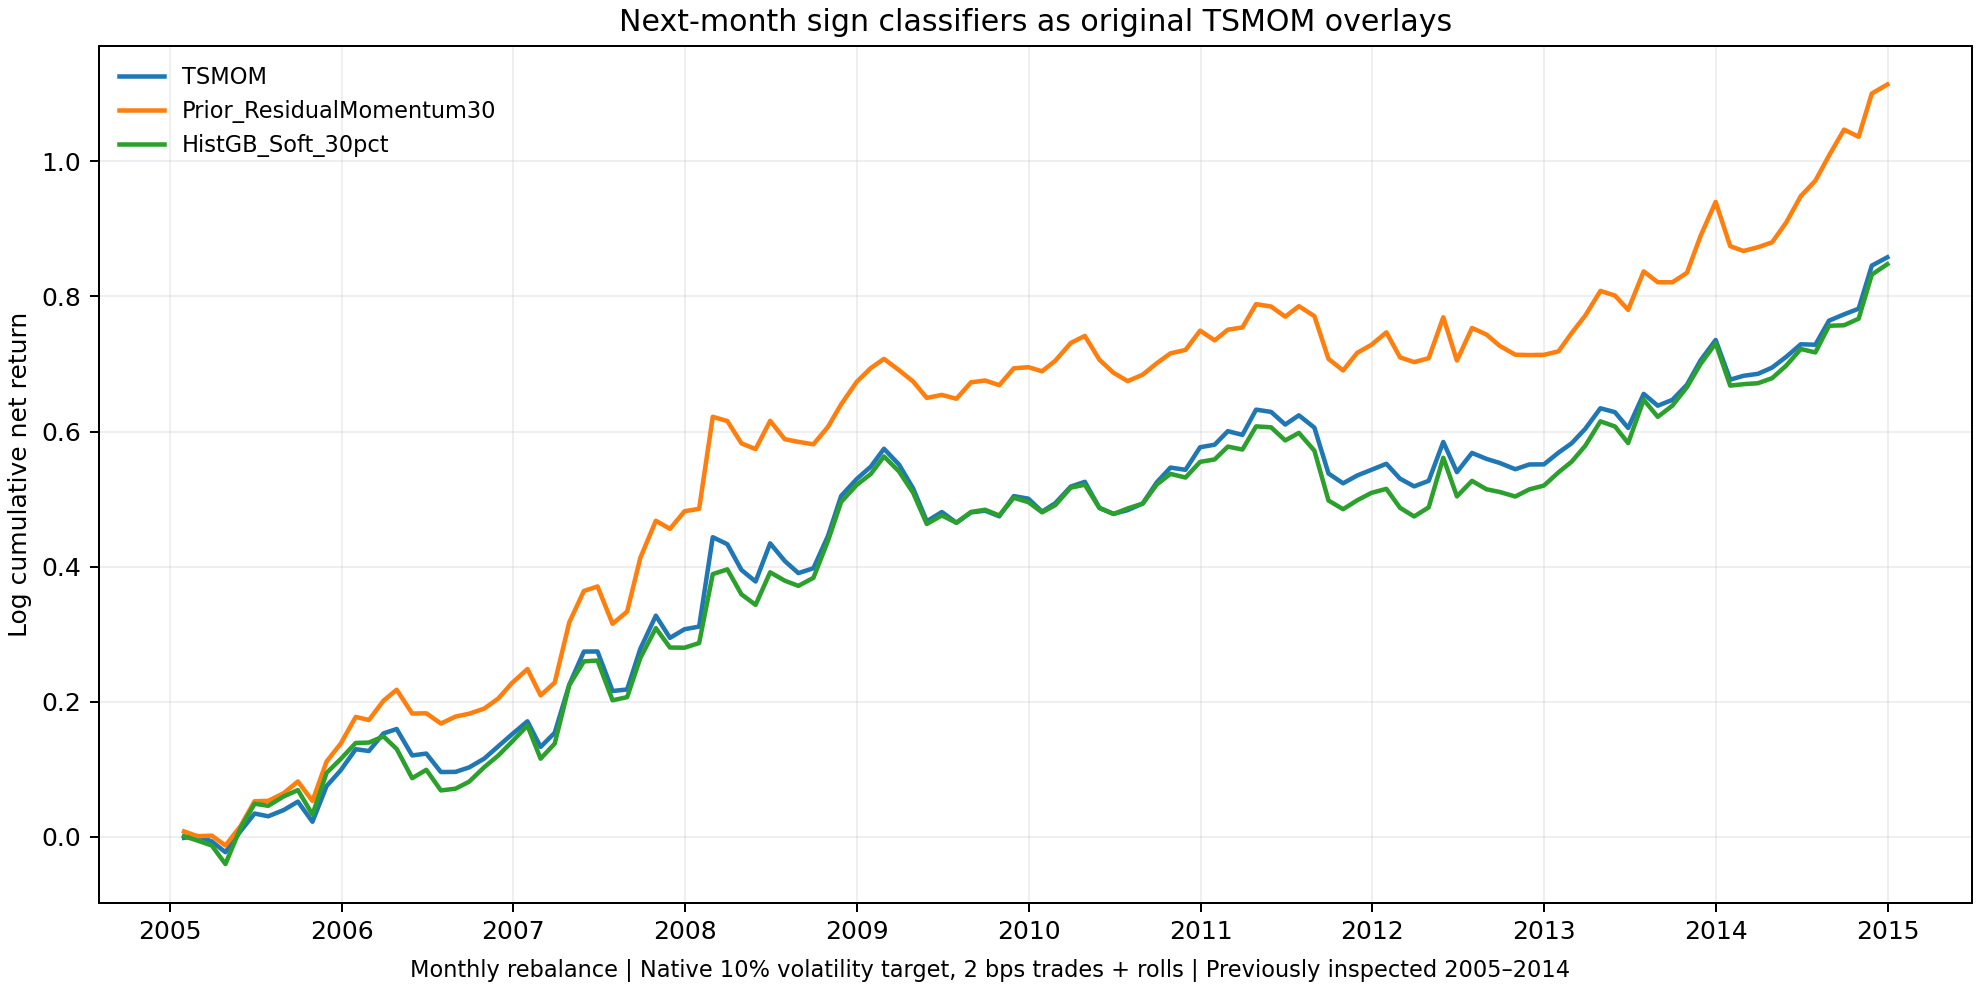 Next-month sign classifiers as original TSMOM overlays
TSMOM
Prior_ResidualMomentum30
HistGB_Soft_30pct
Log cumulative net return
1.0
0.8
0.6
0.4
0.2
0.0
2005 2006 2007 2008 2009 2010 2011 2012 2013 2014 2015
Monthly rebalance | Native 10% volatility target, 2 bps trades + rolls | Previously inspected 2005–2014